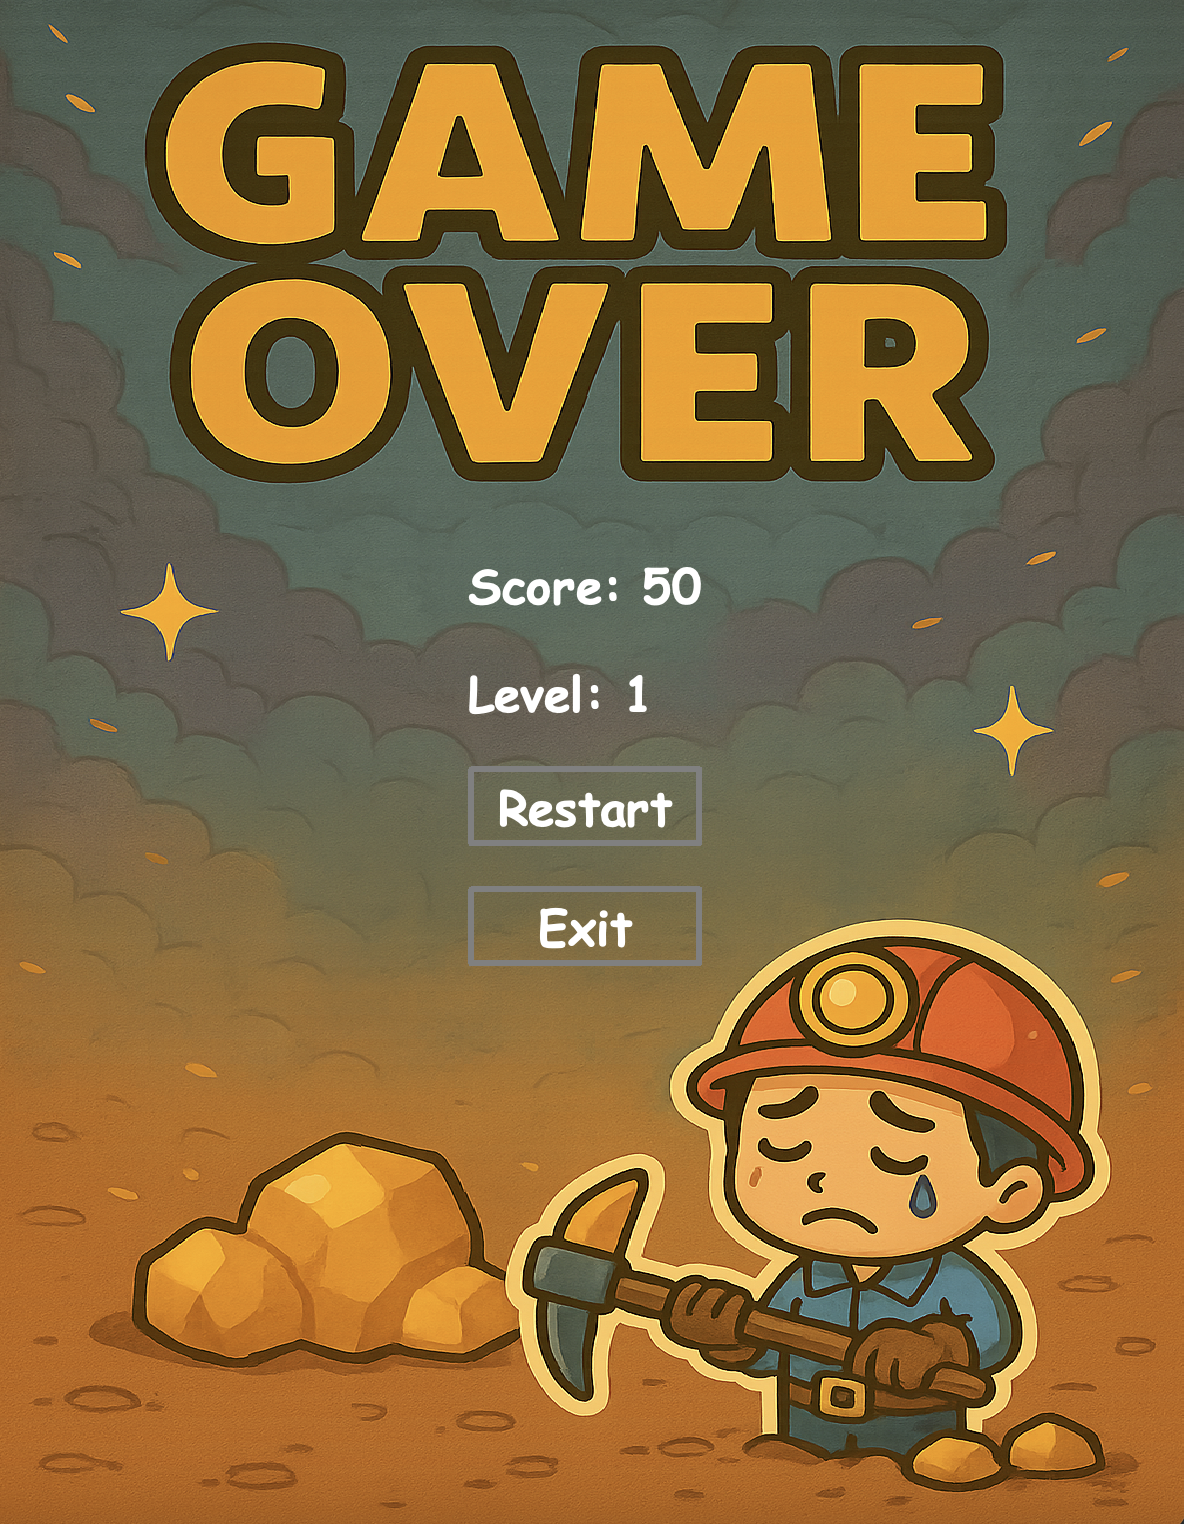 GAME
OVER
Score: 50
Level: 1
Restart
Exit